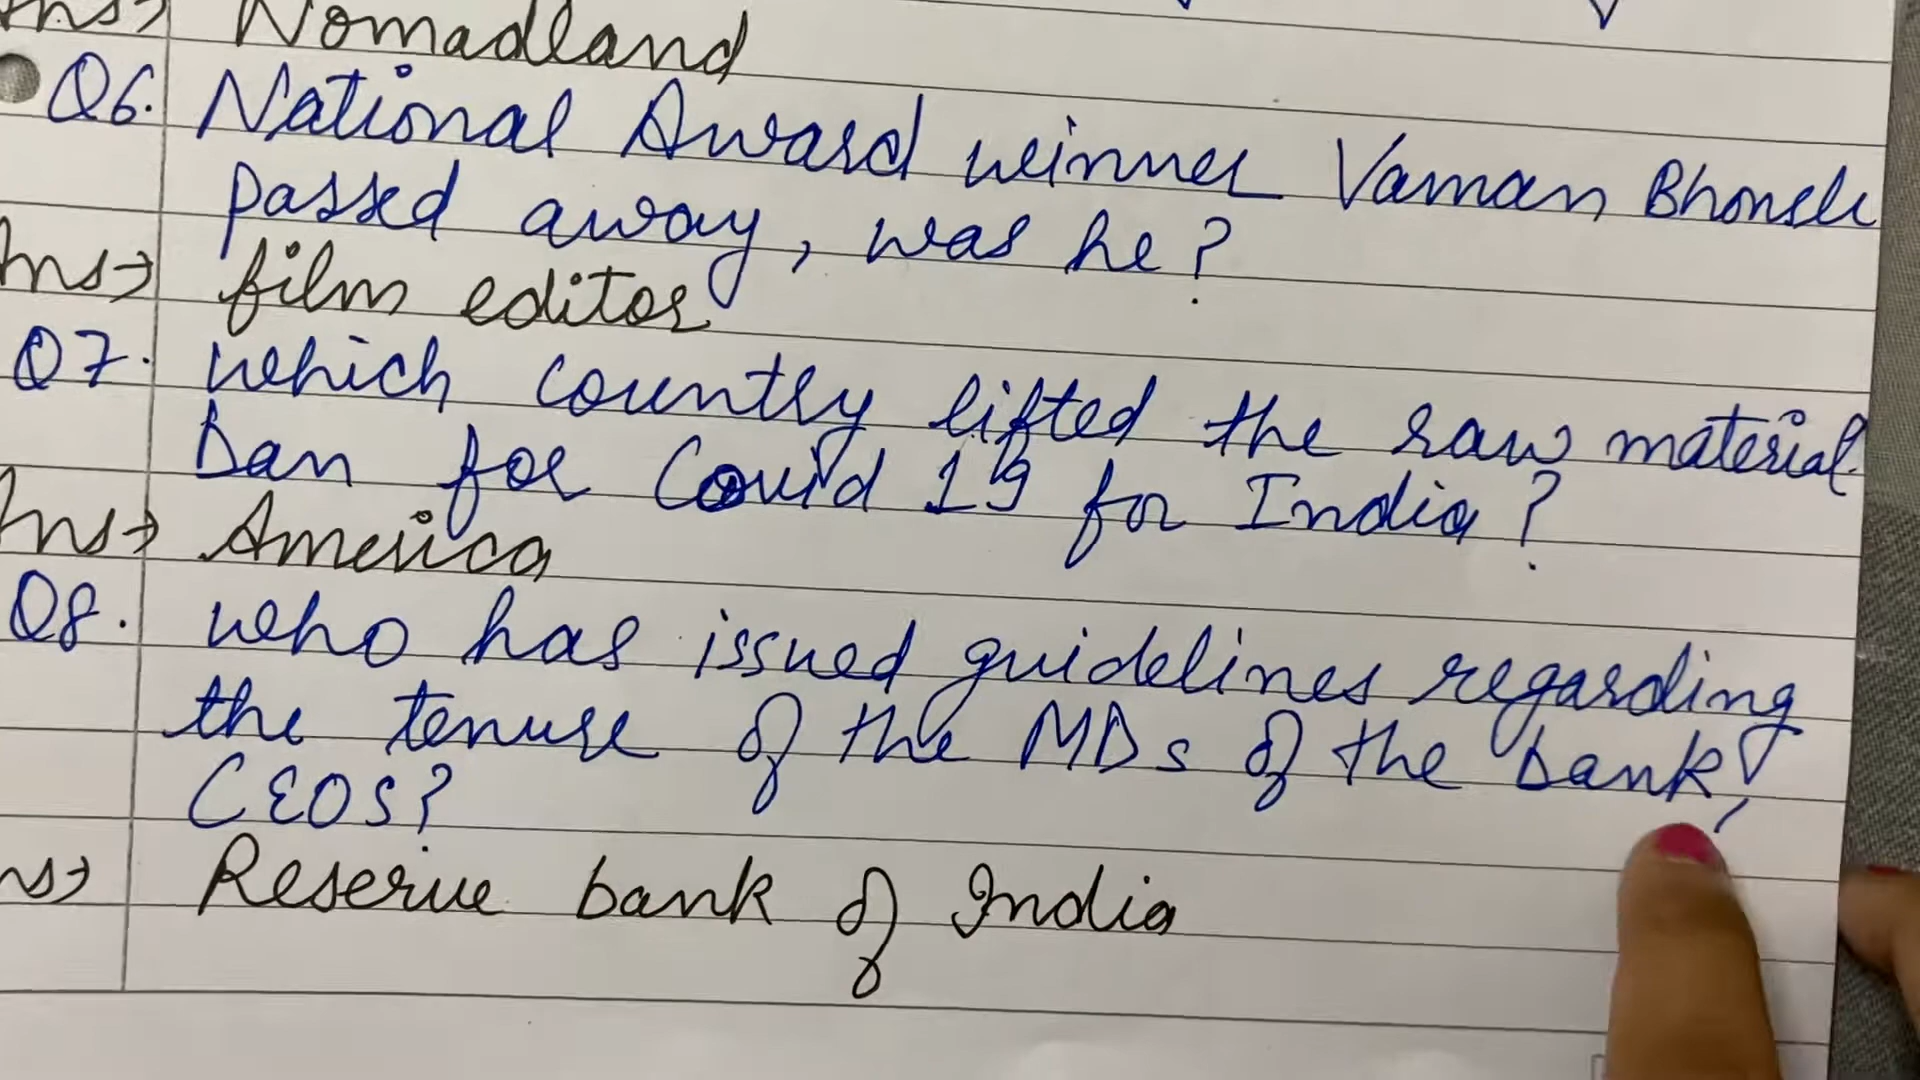 Ans→ Nomadland
Q6. National Award winner Vaman Bhonsle
passed away, was he?
Ans→ film editor
Q7. which country lifted the raw material
ban for Covid 19 for India?
Ans→ America
Q8. who has issued guidelines regarding
the tenure of the MDs of the bank,
CEOS?
Ans→ Reserve bank of India